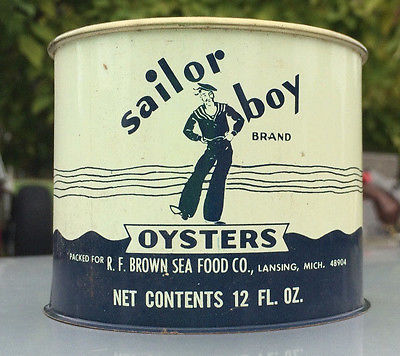 sailor
boy
BRAND
OYSTERS
PACKED FOR R. F. BROWN SEA FOOD CO., LANSING, MICH. 48904
NET CONTENTS 12 FL. OZ.